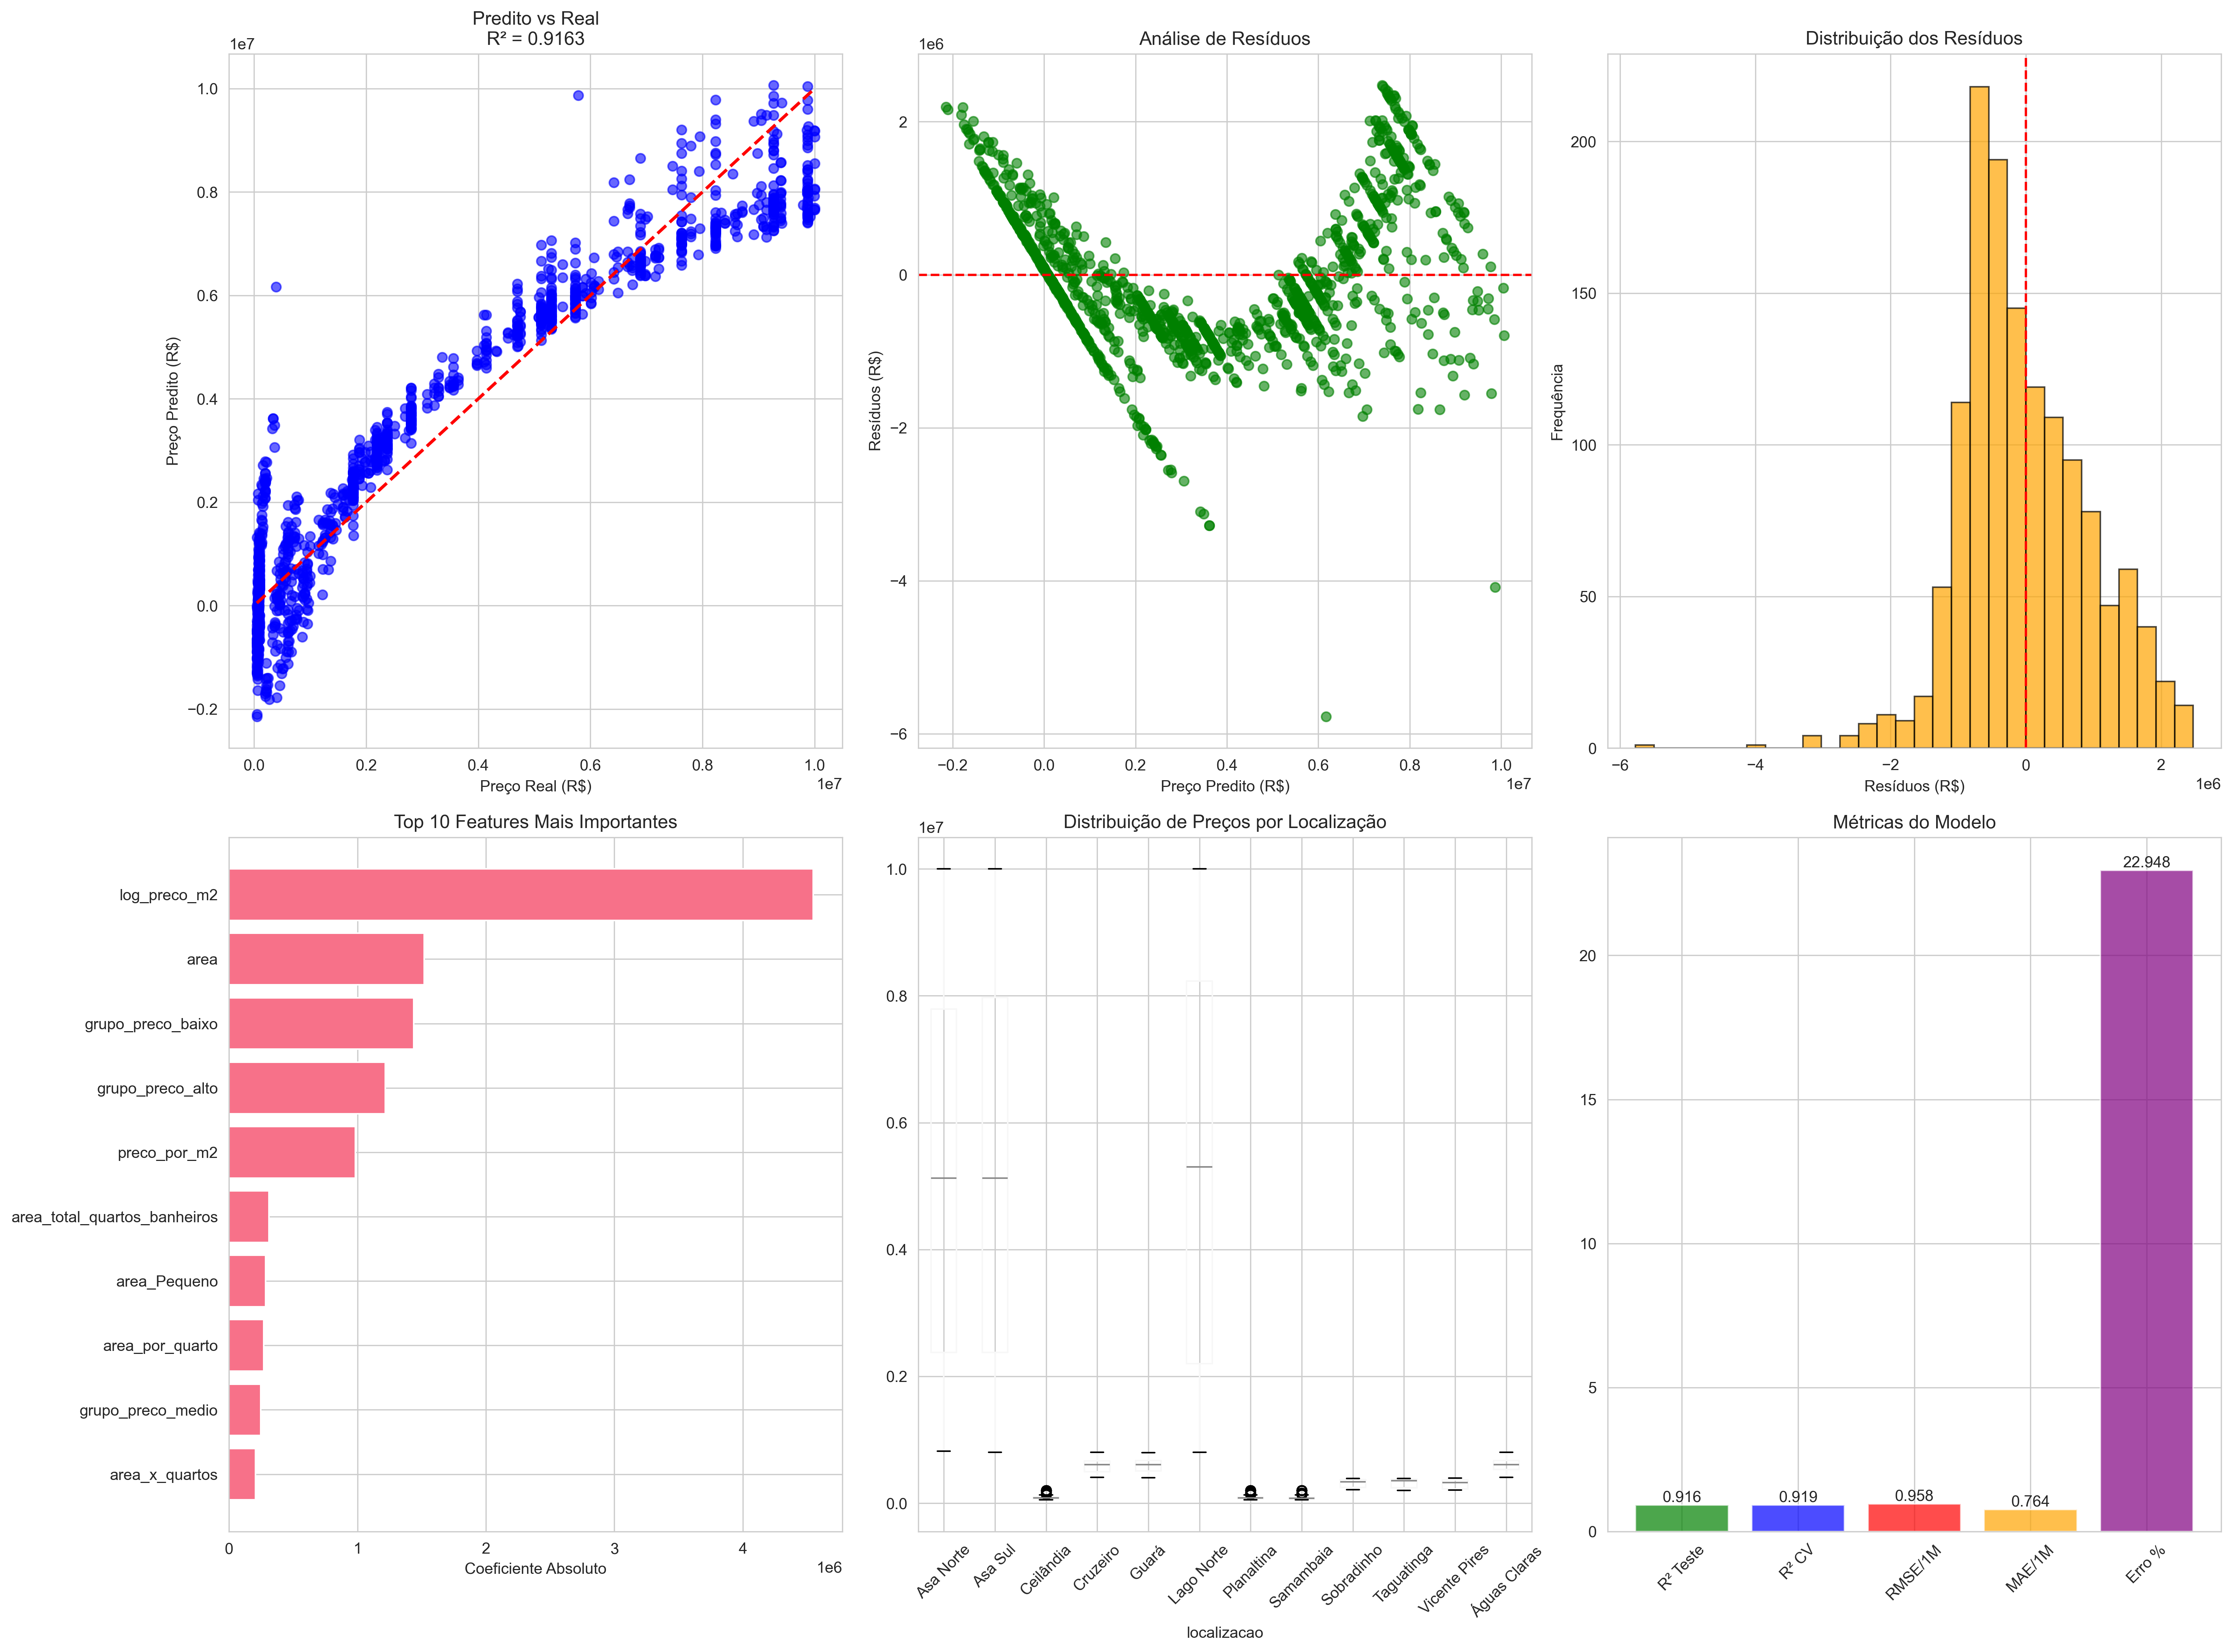 Predito vs Real
R² = 0.9163
1e7
1.0
0.8
0.6
0.4
0.2
0.0
−0.2
Preço Predito (R$)
0.0
0.2
0.4
0.6
0.8
1.0
1e7
Preço Real (R$)
Análise de Resíduos
1e6
2
0
−2
−4
−6
Resíduos (R$)
−0.2
0.0
0.2
0.4
0.6
0.8
1.0
1e7
Preço Predito (R$)
Distribuição dos Resíduos
200
150
100
50
0
Frequência
−6
−4
−2
0
2
1e6
Resíduos (R$)
Top 10 Features Mais Importantes
log_preco_m2
area
grupo_preco_baixo
grupo_preco_alto
preco_por_m2
area_total_quartos_banheiros
area_Pequeno
area_por_quarto
grupo_preco_medio
area_x_quartos
0
1
2
3
4
1e6
Coeficiente Absoluto
Distribuição de Preços por Localização
1e7
1.0
0.8
0.6
0.4
0.2
0.0
Asa Norte
Asa Sul
Ceilândia
Cruzeiro
Guará
Lago Norte
Planaltina
Samambaia
Sobradinho
Taguatinga
Vicente Pires
Águas Claras
localizacao
Métricas do Modelo
20
15
10
5
0
0.916
0.919
0.958
0.764
22.948
R² Teste
R² CV
RMSE/1M
MAE/1M
Erro %